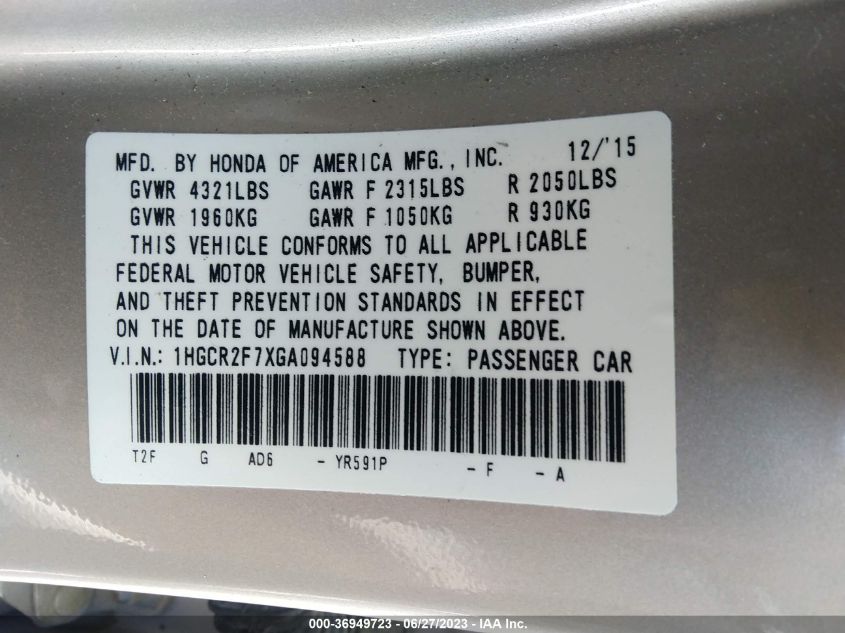 MFD. BY HONDA OF AMERICA MFG., INC. 12/'15
GVWR 4321LBS GAWR F 2315LBS R 2050LBS
GVWR 1960KG GAWR F 1050KG R 930KG
THIS VEHICLE CONFORMS TO ALL APPLICABLE
FEDERAL MOTOR VEHICLE SAFETY, BUMPER,
AND THEFT PREVENTION STANDARDS IN EFFECT
ON THE DATE OF MANUFACTURE SHOWN ABOVE.
V.I.N.: 1HGCR2F7XGA094588 TYPE: PASSENGER CAR
T2F G AD6 - YR591P - F - A
000-36949723 - 06/27/2023 - IAA Inc.